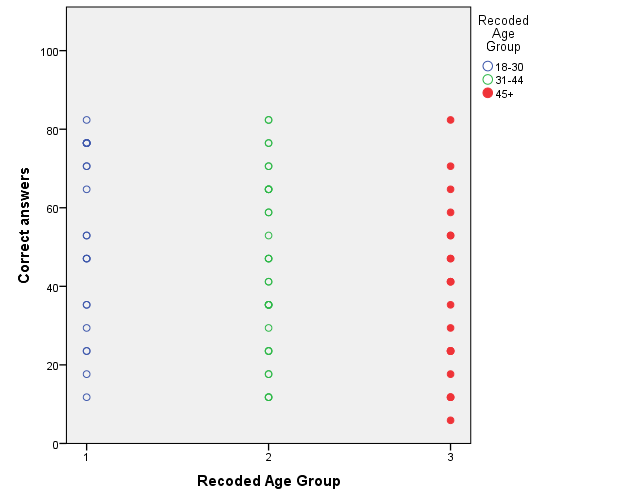 Recoded
Age
Group
18-30
31-44
45+
Correct answers
100
80
60
40
20
0
1
2
3
Recoded Age Group